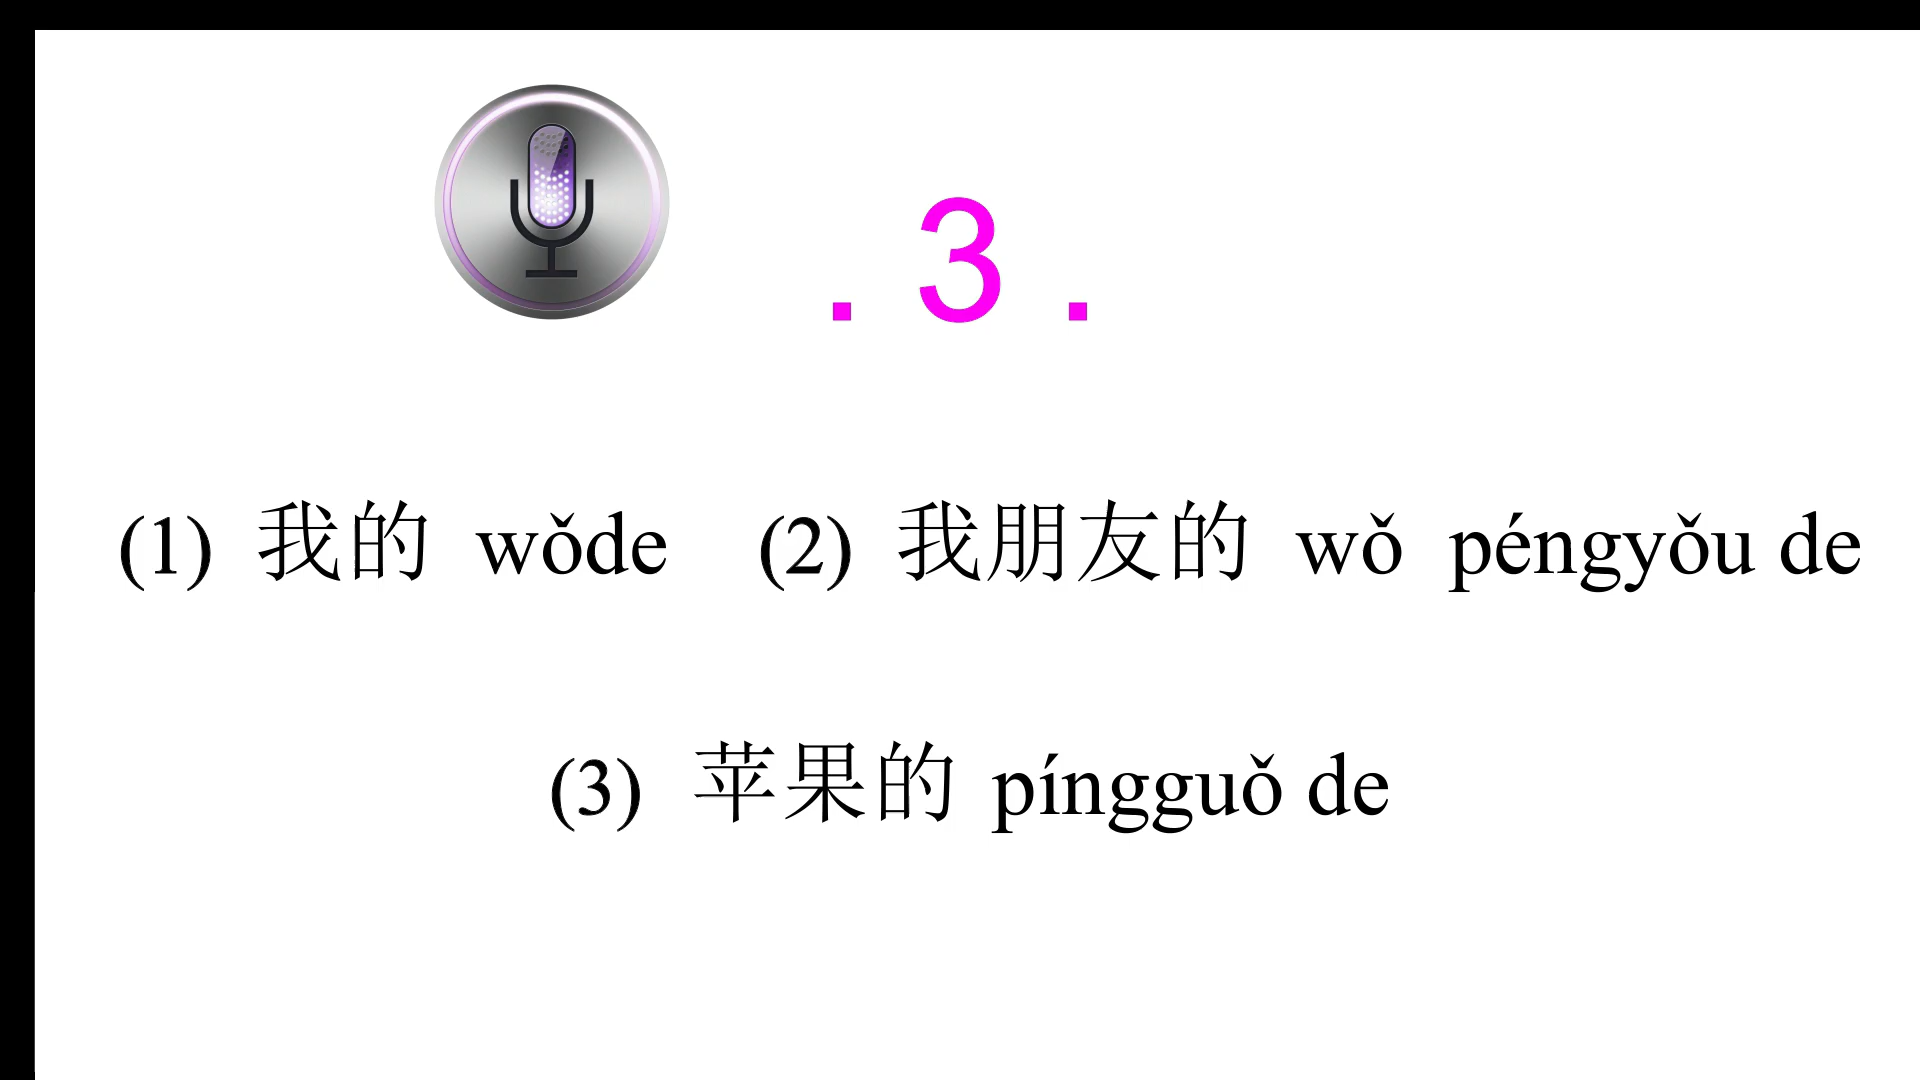 . 3 .
(1) 我的 wǒde (2) 我朋友的 wǒ péngyǒu de
(3) 苹果的 píngguǒ de